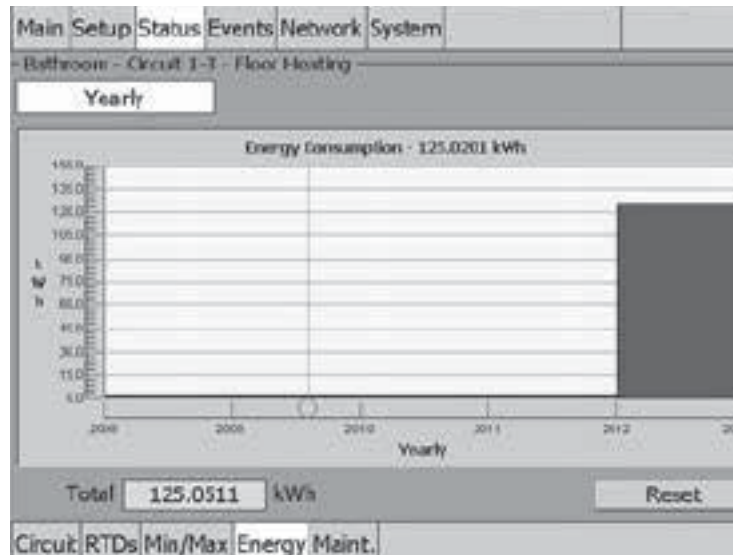 Main Setup Status Events Network System
Bathroom - Circuit 1-1 - Floor Heating
Yearly
Energy Consumption - 125.0201 kWh
150.0
135.0
120.0
105.0
90.0
75.0
60.0
45.0
30.0
15.0
0.0
kWh
2010 2011 2012
Yearly
Total 125.0511 kWh Reset
Circuit RTDs Min/Max Energy Maint.